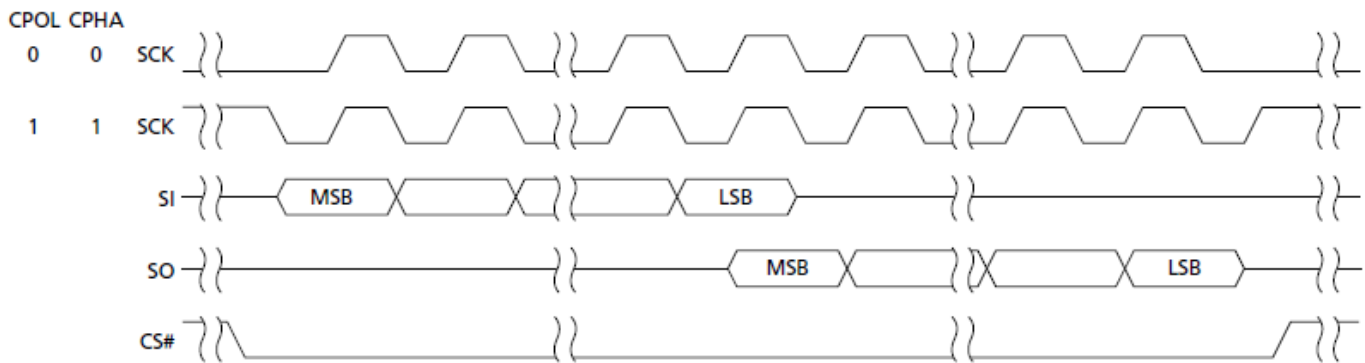 CPOL CPHA
0 0 SCK
1 1 SCK
SI MSB LSB
SO MSB LSB
CS#